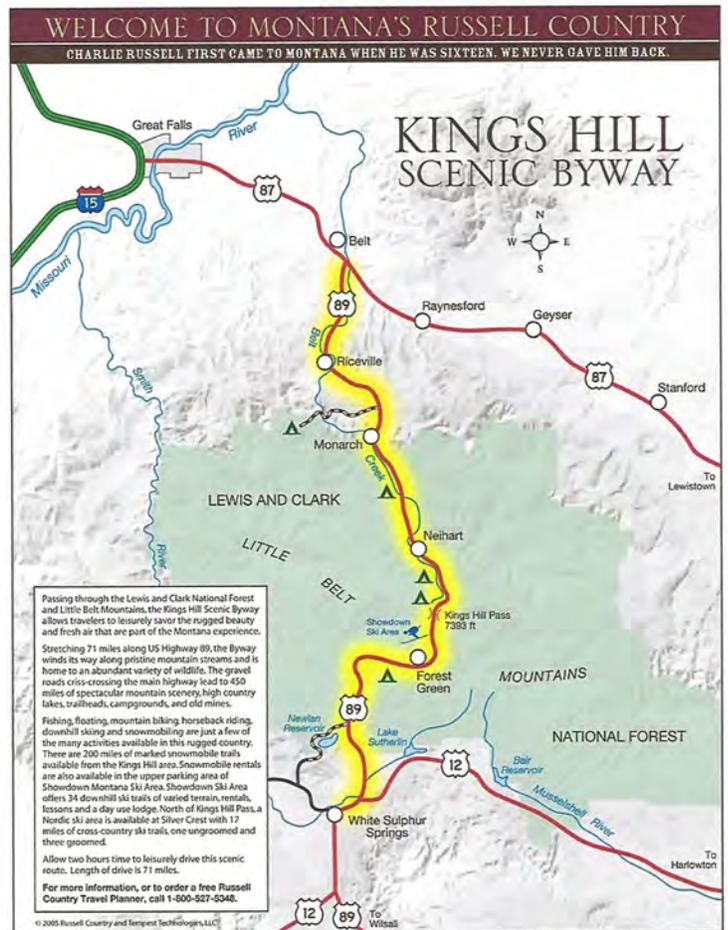 WELCOME TO MONTANA'S RUSSELL COUNTRY
CHARLIE RUSSELL FIRST CAME TO MONTANA WHEN HE WAS SIXTEEN. WE NEVER GAVE HIM BACK.
KINGS HILL
SCENIC BYWAY
Great Falls
River
15
87
N
W
E
S
Missouri
Belt
89
Raynesford
Geyser
Belt
Riceville
87
Smith
Stanford
Monarch
To
Lewistown
Creek
LEWIS AND CLARK
Neihart
LITTLE
BELT
River
Kings Hill Pass
7393 ft
Showdown
Ski Area
Forest
Green
MOUNTAINS
89
Newlan
Reservoir
Lake
Sutherlin
NATIONAL FOREST
12
Bair
Reservoir
Musselshell
River
White Sulphur
Springs
To
Harlowton
12
89
To
Wilsall
Passing through the Lewis and Clark National Forest
and Little Belt Mountains, the Kings Hill Scenic Byway
allows travelers to leisurely savor the rugged beauty
and fresh air that are part of the Montana experience.
Stretching 71 miles along US Highway 89, the Byway
winds its way along pristine mountain streams and is
home to an abundant variety of wildlife. The gravel
roads criss-crossing the main highway lead to 450
miles of spectacular mountain scenery, high country
lakes, trailheads, campgrounds, and old mines.
Fishing, floating, mountain biking, horseback riding,
downhill skiing and snowmobiling are just a few of
the many activities available in this rugged country.
There are 200 miles of marked snowmobile trails
available from the Kings Hill area. Snowmobile rentals
are also available in the upper parking area of
Showdown Montana Ski Area. Showdown Ski Area
offers 34 downhill ski trails of varied terrain, rentals,
lessons and a day use lodge. North of Kings Hill Pass, a
Nordic ski area is available at Silver Crest with 17
miles of cross-country ski trails, one ungroomed and
three groomed.
Allow two hours time to leisurely drive this scenic
route. Length of drive is 71 miles.
For more information, or to order a free Russell
Country Travel Planner, call 1-800-527-5348.
© 2005 Russell Country and Tempest Technologies, LLC